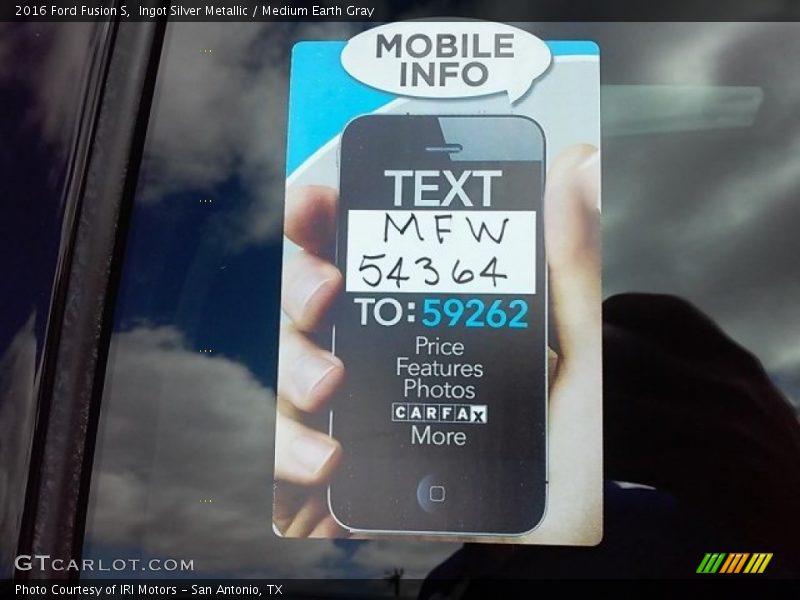 2016 Ford Fusion S,  Ingot Silver Metallic / Medium Earth Gray
MOBILE
INFO
TEXT
MFW
54364
TO: 59262
Price
Features
Photos
CARFAX
More
GTCARLOT.COM
Photo Courtesy of IRI Motors – San Antonio, TX